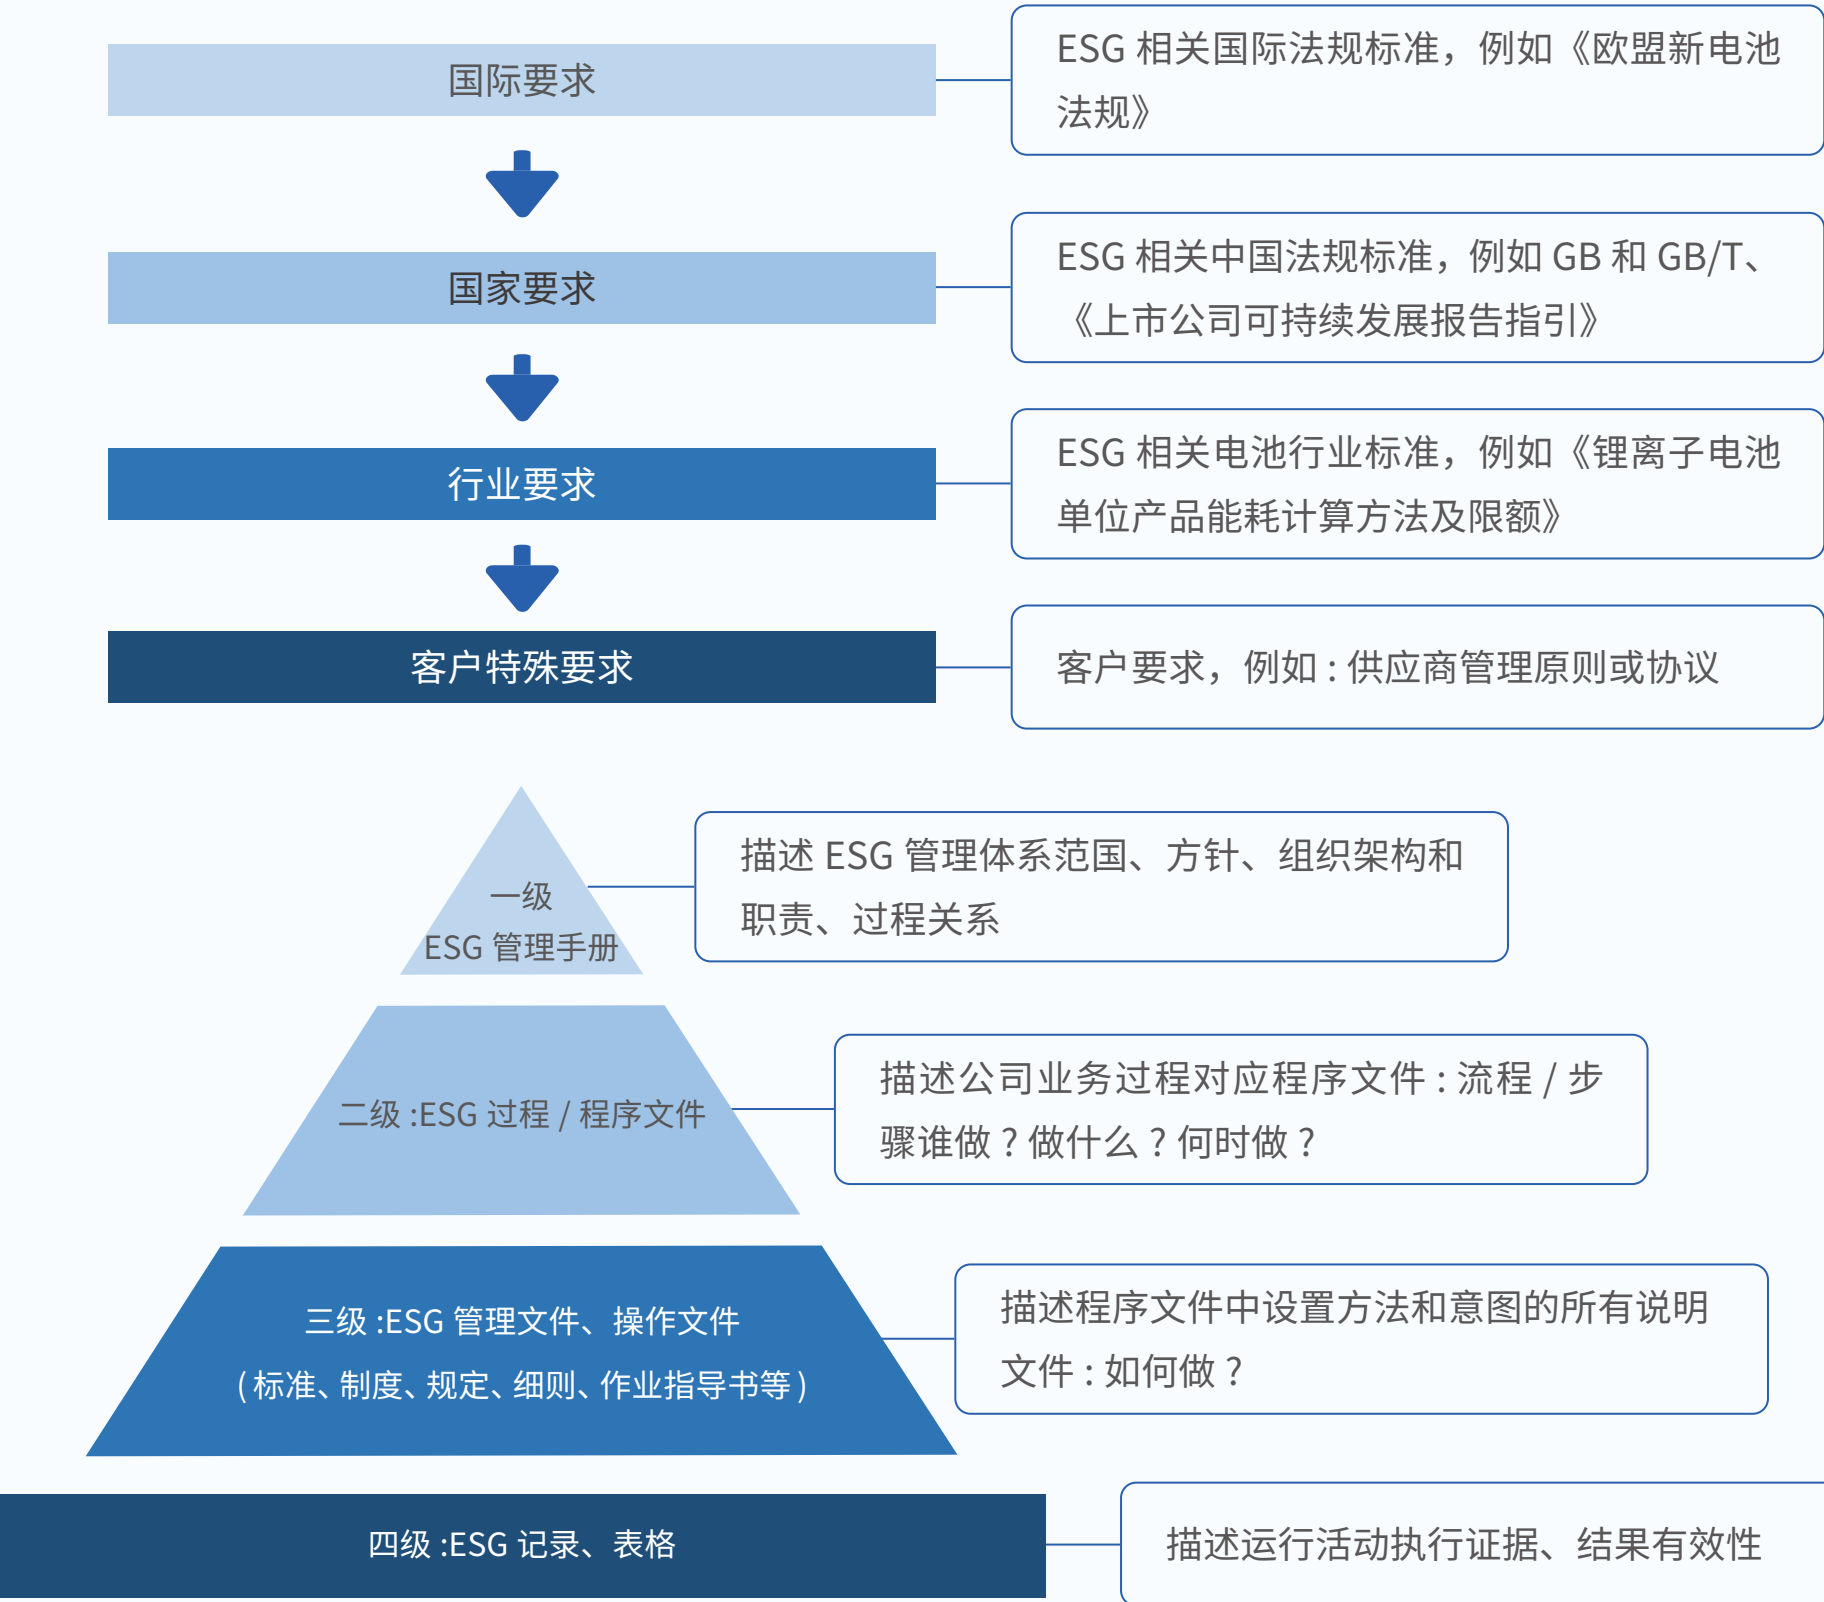 国际要求
ESG 相关国际法规标准，例如《欧盟新电池
法规》
国家要求
ESG 相关中国法规标准，例如 GB 和 GB/T、
《上市公司可持续发展报告指引》
行业要求
ESG 相关电池行业标准，例如《锂离子电池
单位产品能耗计算方法及限额》
客户特殊要求
客户要求，例如 : 供应商管理原则或协议
一级
ESG 管理手册
描述 ESG 管理体系范国、方针、组织架构和
职责、过程关系
二级 :ESG 过程 / 程序文件
描述公司业务过程对应程序文件 : 流程 / 步
骤谁做 ? 做什么 ? 何时做 ?
三级 :ESG 管理文件、操作文件
( 标准、制度、规定、细则、作业指导书等 )
描述程序文件中设置方法和意图的所有说明
文件 : 如何做 ?
四级 :ESG 记录、表格
描述运行活动执行证据、结果有效性